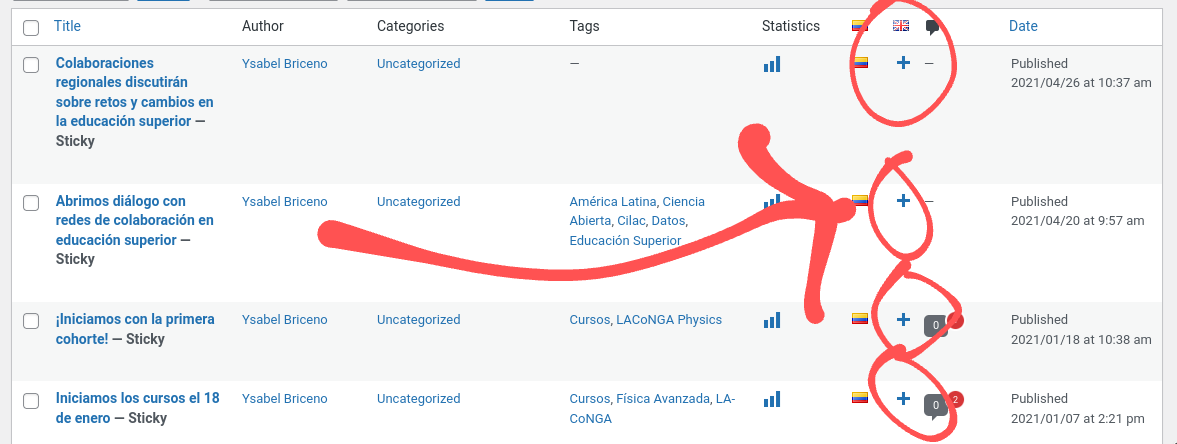 Title Author Categories Tags Statistics Date
Colaboraciones Ysabel Briceno Uncategorized — — Published
regionales discutirán 2021/04/26 at 10:37 am
sobre retos y cambios en
la educación superior —
Sticky
Abrimos diálogo con Ysabel Briceno Uncategorized América Latina, Ciencia — Published
redes de colaboración en Abierta, Cilac, Datos, 2021/04/20 at 9:57 am
educación superior — Educación Superior
Sticky
¡Iniciamos con la primera Ysabel Briceno Uncategorized Cursos, LACoNGA Physics 0 Published
cohorte! — Sticky 2021/01/18 at 10:38 am
Iniciamos los cursos el 18 Ysabel Briceno Uncategorized Cursos, Física Avanzada, LA- 0 2 Published
de enero — Sticky CoNGA 2021/01/07 at 2:21 pm